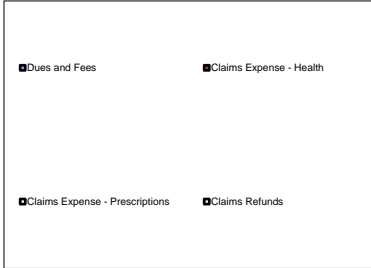 Dues and Fees
Claims Expense - Health
Claims Expense - Prescriptions
Claims Refunds